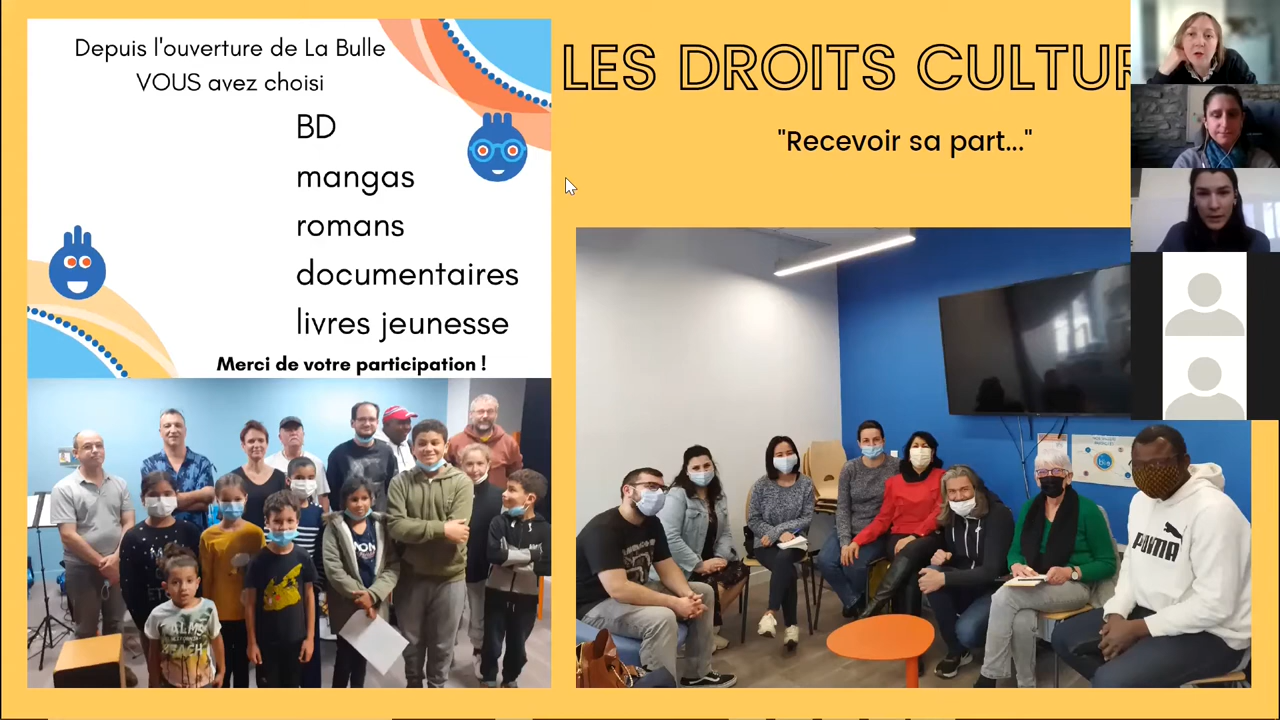 Depuis l'ouverture de La Bulle
VOUS avez choisi
BD
mangas
romans
documentaires
livres jeunesse
Merci de votre participation !
LES DROITS CULTUR
"Recevoir sa part..."
PUMA